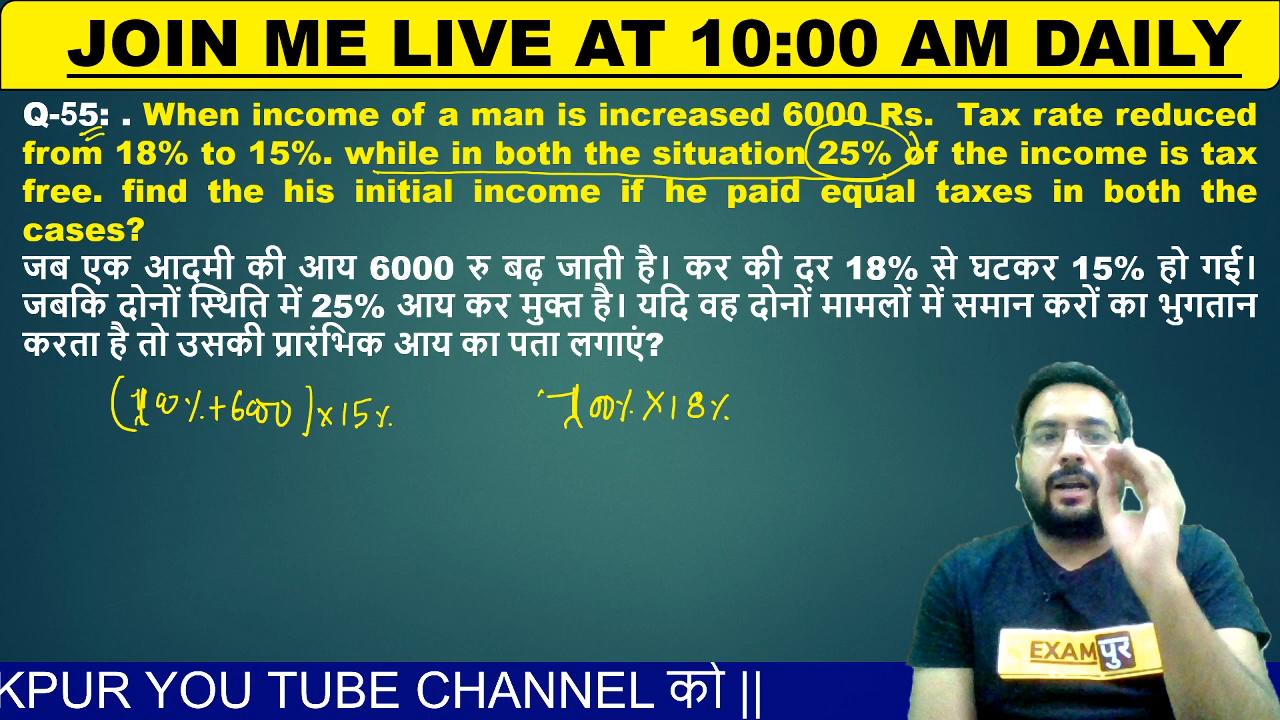 JOIN ME LIVE AT 10:00 AM DAILY
Q-55: . When income of a man is increased 6000 Rs. Tax rate reduced
from 18% to 15%. while in both the situation 25% of the income is tax
free. find the his initial income if he paid equal taxes in both the
cases?
जब एक आदमी की आय 6000 रु बढ़ जाती है। कर की दर 18% से घटकर 15% हो गई।
जबकि दोनों स्थिति में 25% आय कर मुक्त है। यदि वह दोनों मामलों में समान करों का भुगतान
करता है तो उसकी प्रारंभिक आय का पता लगाएं?
(100%+6000)×15% 100%×18%
EXAMपुर
KPUR YOU TUBE CHANNEL को ||